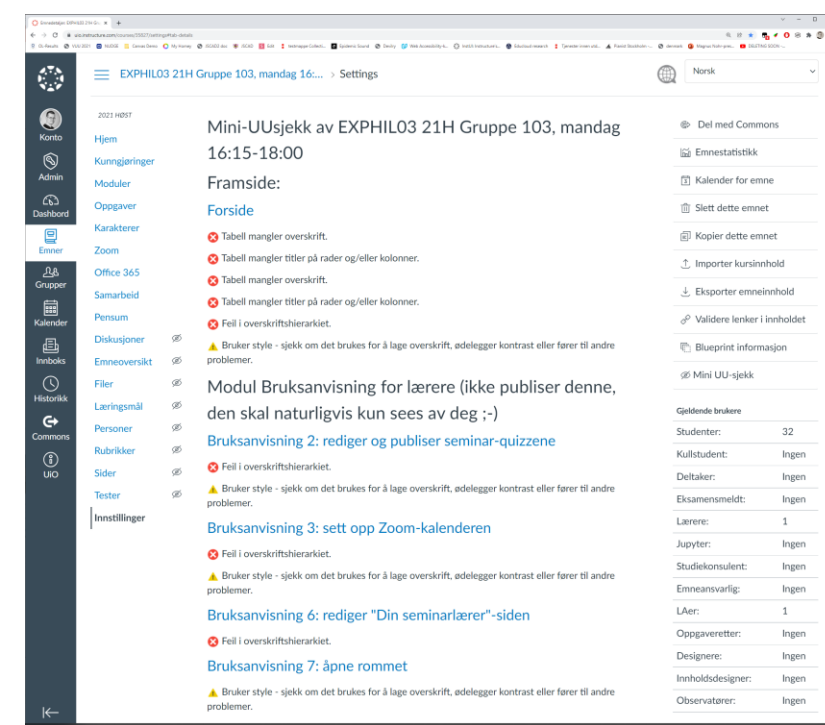 EXPHIL03 21H Gruppe 103, mandag 16:... > Settings
Norsk
Konto
Admin
Dashbord
Emner
Grupper
Kalender
Innboks
Historikk
Commons
UiO
2021 HØST
Hjem
Kunngjøringer
Moduler
Oppgaver
Karakterer
Zoom
Office 365
Samarbeid
Pensum
Diskusjoner
Emneoversikt
Filer
Læringsmål
Personer
Rubrikker
Sider
Tester
Innstillinger
Mini-UUsjekk av EXPHIL03 21H Gruppe 103, mandag
16:15-18:00
Framside:
Forside
Tabell mangler overskrift.
Tabell mangler titler på rader og/eller kolonner.
Tabell mangler overskrift.
Tabell mangler titler på rader og/eller kolonner.
Feil i overskriftshierarkiet.
Bruker style - sjekk om det brukes for å lage overskrift, ødelegger kontrast eller fører til andre
problemer.
Modul Bruksanvisning for lærere (ikke publiser denne,
den skal naturligvis kun sees av deg ;-)
Bruksanvisning 2: rediger og publiser seminar-quizzene
Feil i overskriftshierarkiet.
Bruker style - sjekk om det brukes for å lage overskrift, ødelegger kontrast eller fører til andre
problemer.
Bruksanvisning 3: sett opp Zoom-kalenderen
Feil i overskriftshierarkiet.
Bruker style - sjekk om det brukes for å lage overskrift, ødelegger kontrast eller fører til andre
problemer.
Bruksanvisning 6: rediger "Din seminarlærer"-siden
Feil i overskriftshierarkiet.
Bruksanvisning 7: åpne rommet
Bruker style - sjekk om det brukes for å lage overskrift, ødelegger kontrast eller fører til andre
problemer.
Del med Commons
Emnestatistikk
Kalender for emne
Slett dette emnet
Kopier dette emnet
Importer kursinnhold
Eksporter emneinnhold
Validere lenker i innholdet
Blueprint informasjon
Mini UU-sjekk
Gjeldende brukere
Studenter: 32
Kullstudent: Ingen
Deltaker: Ingen
Eksamensmeldt: Ingen
Lærere: 1
Jupyter: Ingen
Studiekonsulent: Ingen
Emneansvarlig: Ingen
LAer: 1
Oppgaveretter: Ingen
Designere: Ingen
Innholdsdesigner: Ingen
Observatører: Ingen